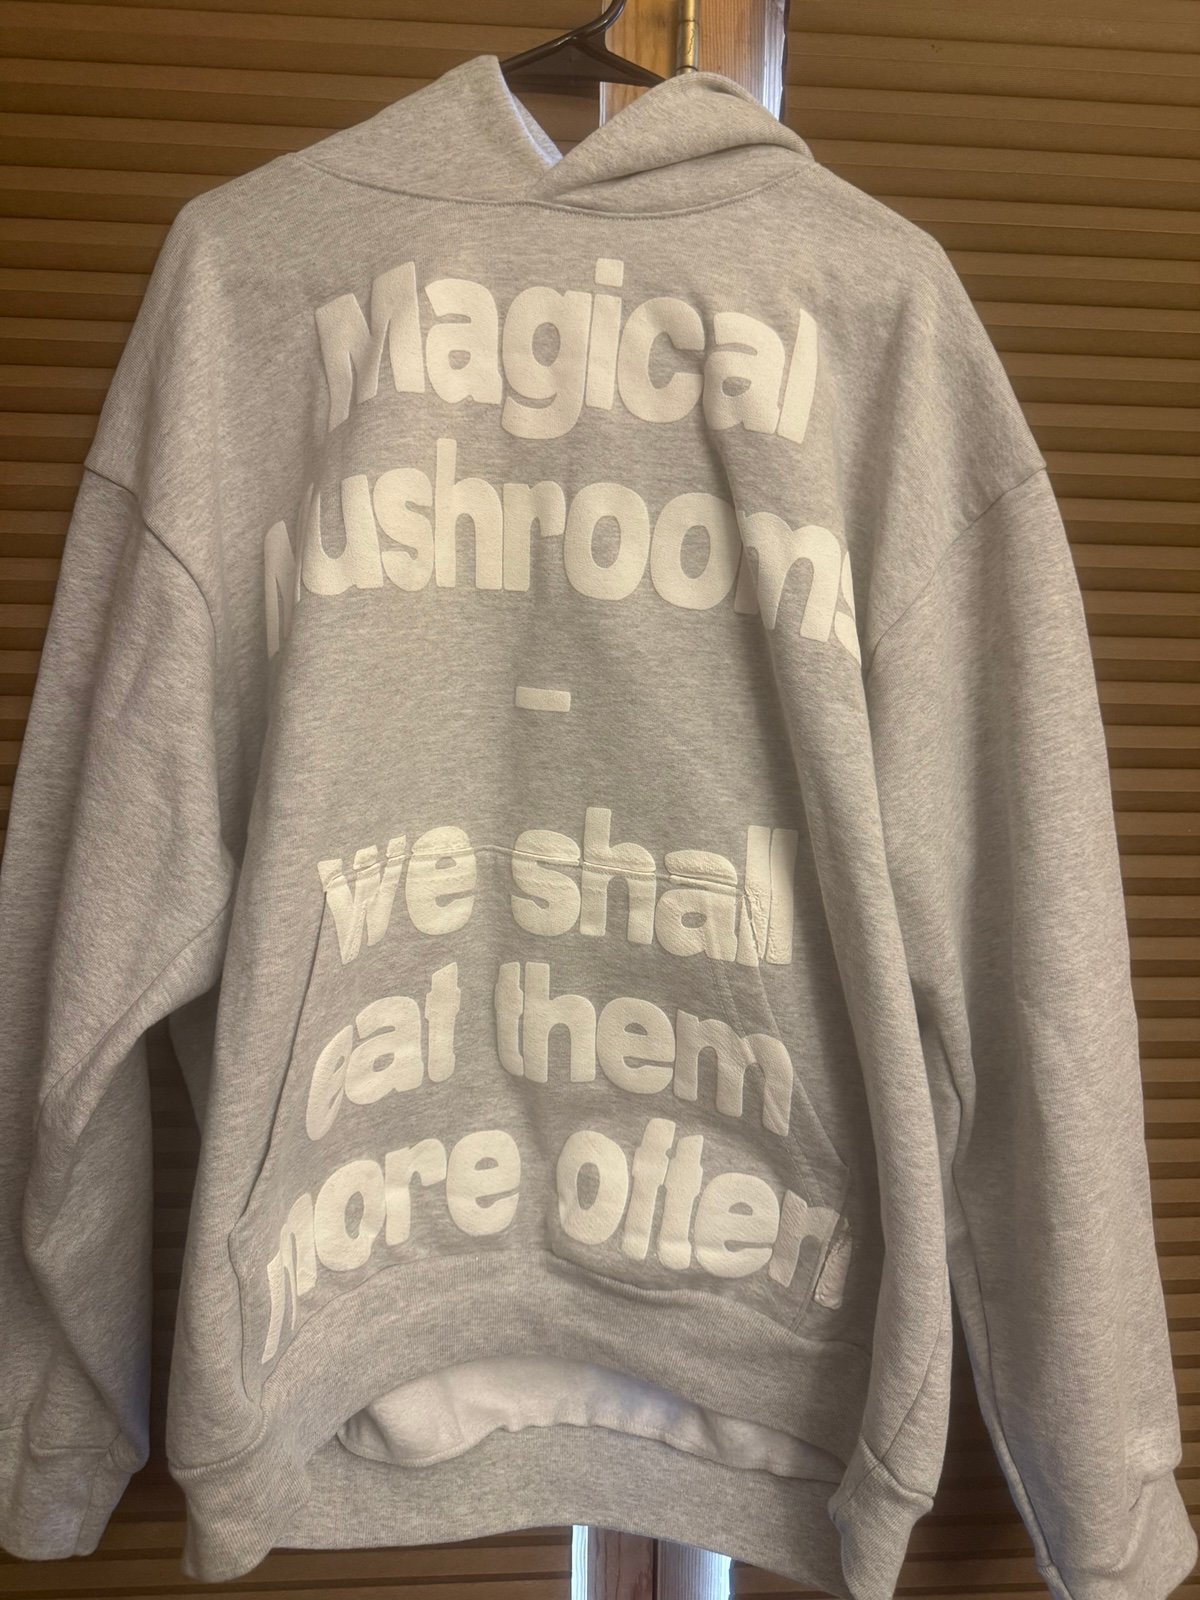 Magical
Mushrooms
-
we shall
eat them
more often